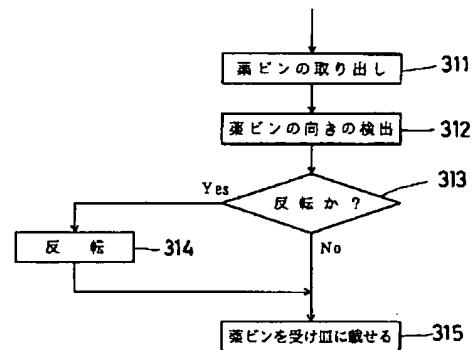 薬ビンの取り出し
311
薬ビンの向きの検出
312
反転か?
313
Yes
反転
314
No
薬ビンを受け皿に載せる
315